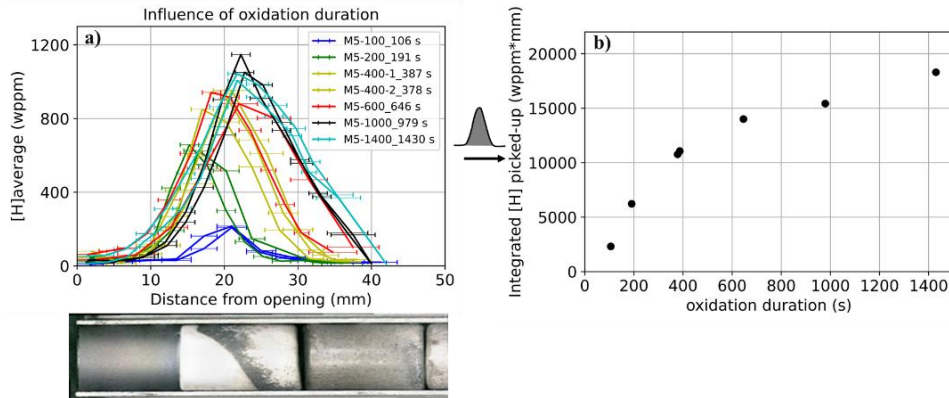 Influence of oxidation duration
a)
1200
800
400
0
[H]average (wppm)
M5-100_106 s
M5-200_191 s
M5-400-1_387 s
M5-400-2_378 s
M5-600_646 s
M5-1000_979 s
M5-1400_1430 s
0 10 20 30 40 50
Distance from opening (mm)
b)
Integrated [H] picked-up (wppm*mm)
20000
15000
10000
5000
0
0 200 400 600 800 1000 1200 1400
oxidation duration (s)